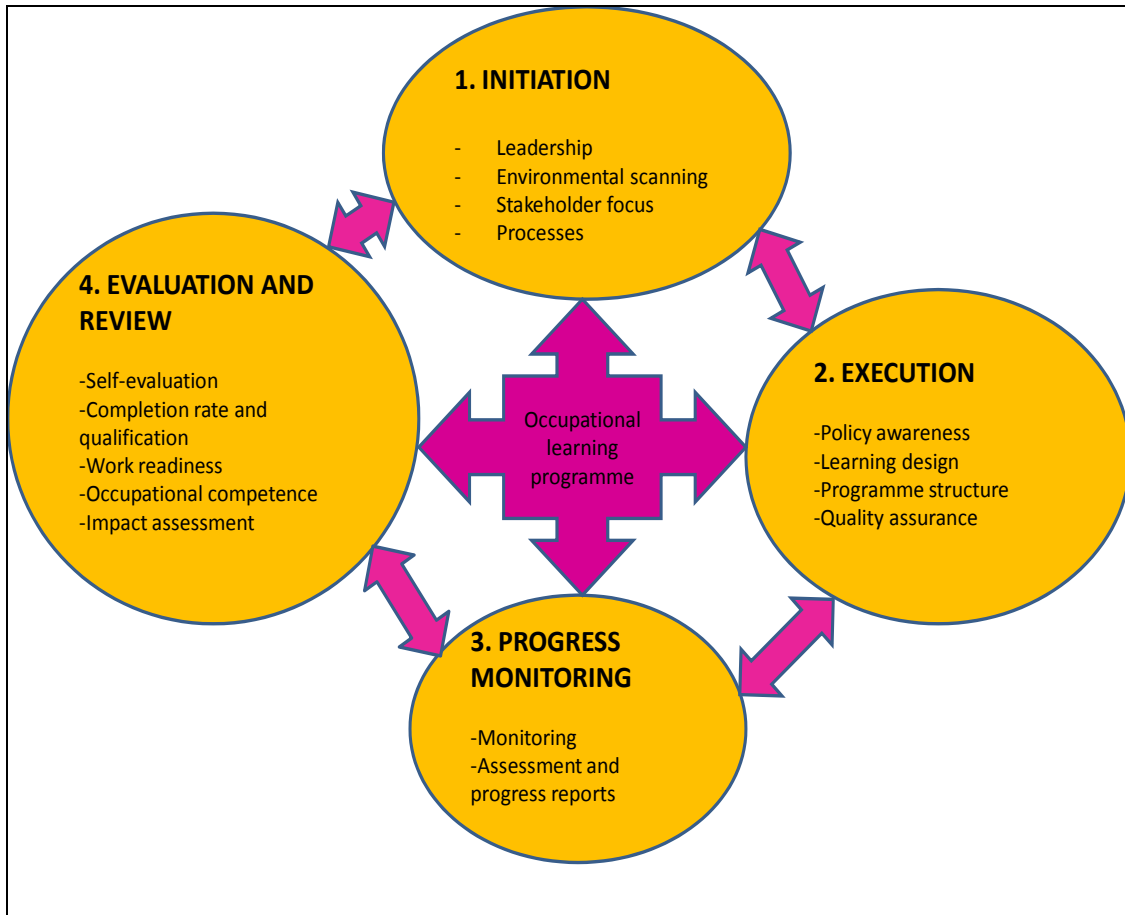 1. INITIATION
- Leadership
- Environmental scanning
- Stakeholder focus
- Processes
4. EVALUATION AND
REVIEW
-Self-evaluation
-Completion rate and
qualification
-Work readiness
-Occupational competence
-Impact assessment
Occupational
learning
programme
2. EXECUTION
-Policy awareness
-Learning design
-Programme structure
-Quality assurance
3. PROGRESS
MONITORING
-Monitoring
-Assessment and
progress reports